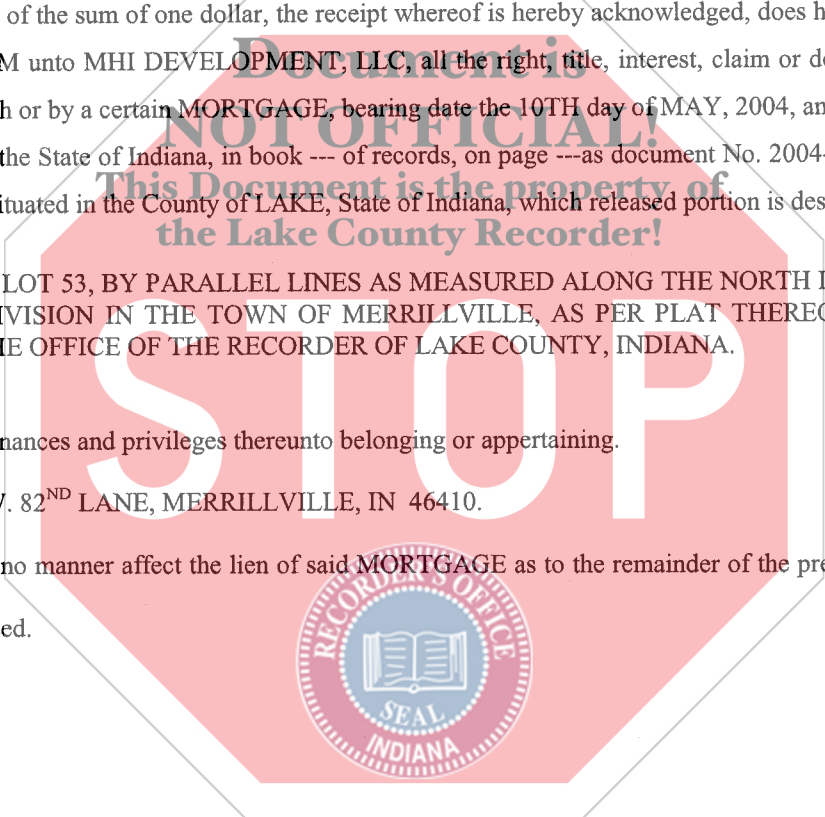 of the sum of one dollar, the receipt whereof is hereby acknowledged, does h
Document is
M unto MHI DEVELOPMENT, LLC, all the right, title, interest, claim or de
h or by a certain MORTGAGE, bearing date the 10TH day of MAY, 2004, an
NOT OFFICIAL!
the State of Indiana, in book --- of records, on page ---as document No. 2004-
This Document is the property of
ituated in the County of LAKE, State of Indiana, which released portion is des
the Lake County Recorder!
LOT 53, BY PARALLEL LINES AS MEASURED ALONG THE NORTH L
IVISION IN THE TOWN OF MERRILLVILLE, AS PER PLAT THEREO
HE OFFICE OF THE RECORDER OF LAKE COUNTY, INDIANA.
STOP
nances and privileges thereunto belonging or appertaining.
. 82ND LANE, MERRILLVILLE, IN 46410.
no manner affect the lien of said MORTGAGE as to the remainder of the pre
ed.
RECORDER'S OFFICE
SEAL
INDIANA